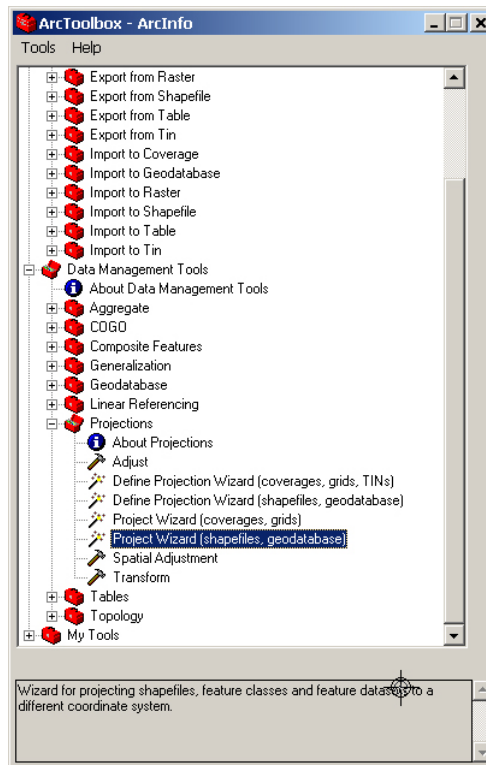 ArcToolbox - ArcInfo
Tools Help
Export from Raster
Export from Shapefile
Export from Table
Export from Tin
Import to Coverage
Import to Geodatabase
Import to Raster
Import to Shapefile
Import to Table
Import to Tin
Data Management Tools
About Data Management Tools
Aggregate
COGO
Composite Features
Generalization
Geodatabase
Linear Referencing
Projections
About Projections
Adjust
Define Projection Wizard (coverages, grids, TINs)
Define Projection Wizard (shapefiles, geodatabase)
Project Wizard (coverages, grids)
Project Wizard (shapefiles, geodatabase)
Spatial Adjustment
Transform
Tables
Topology
My Tools
Wizard for projecting shapefiles, feature classes and feature datasets to a
different coordinate system.